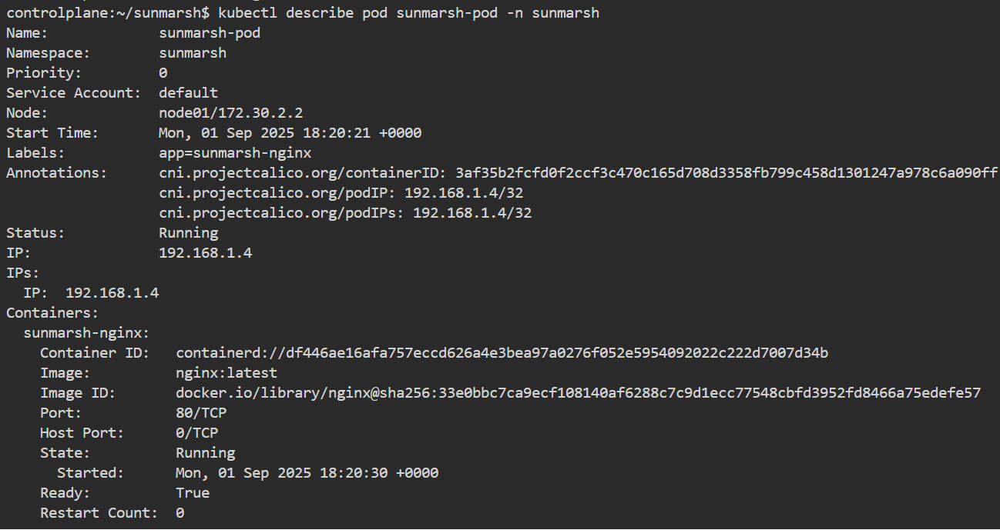 controlplane:~/sunmarsh$ kubectl describe pod sunmarsh-pod -n sunmarsh
Name:             sunmarsh-pod
Namespace:        sunmarsh
Priority:         0
Service Account:  default
Node:             node01/172.30.2.2
Start Time:       Mon, 01 Sep 2025 18:20:21 +0000
Labels:           app=sunmarsh-nginx
Annotations:      cni.projectcalico.org/containerID: 3af35b2fcfd0f2ccf3c470c165d708d3358fb799c458d1301247a978c6a090ff
                  cni.projectcalico.org/podIP: 192.168.1.4/32
                  cni.projectcalico.org/podIPs: 192.168.1.4/32
Status:           Running
IP:               192.168.1.4
IPs:
  IP:  192.168.1.4
Containers:
  sunmarsh-nginx:
    Container ID:   containerd://df446ae16afa757eccd626a4e3bea97a0276f052e5954092022c222d7007d34b
    Image:          nginx:latest
    Image ID:       docker.io/library/nginx@sha256:33e0bbc7ca9ecf108140af6288c7c9d1ecc77548cbfd3952fd8466a75edefe57
    Port:           80/TCP
    Host Port:      0/TCP
    State:          Running
      Started:      Mon, 01 Sep 2025 18:20:30 +0000
    Ready:          True
    Restart Count:  0